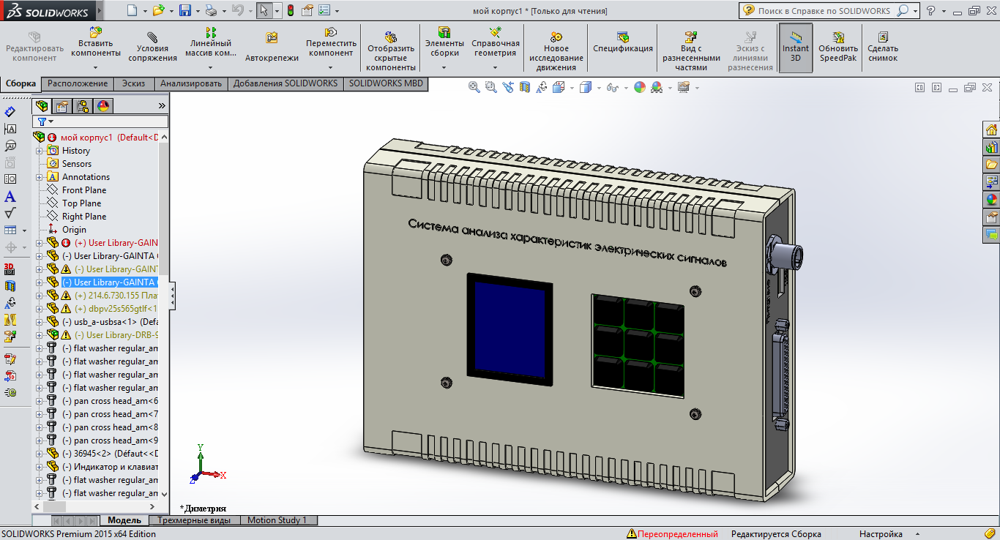 SOLIDWORKS
мой корпус1 * [Только для чтения]
Поиск в Справке по SOLIDWORKS
Редактировать компонент
Вставить компоненты
Условия сопряжения
Линейный массив ком...
Автокрепежи
Переместить компонент
Отобразить скрытые компоненты
Элементы сборки
Справочная геометрия
Новое исследование движения
Спецификация
Вид с разнесенными частями
Эскиз с линиями разнесения
Instant 3D
Обновить SpeedPak
Сделать снимок
Сборка
Расположение
Эскиз
Анализировать
Добавления SOLIDWORKS
SOLIDWORKS MBD
мой корпус1 (Default<D
History
Sensors
Annotations
Front Plane
Top Plane
Right Plane
Origin
(+) User Library-GAIN
(-) User Library-GAINTA
(-) User Library-GAINT
(-) User Library-GAINTA
(+) 214.6.730.155 Пла
(+) dbpv25s565gtlf<1
(-) usb_a-usbsa<1> (Defa
(-) User Library-DRB-9
(-) flat washer regular_am
(-) flat washer regular_am
(-) flat washer regular_am
(-) flat washer regular_am
(-) pan cross head_am<6
(-) pan cross head_am<7
(-) pan cross head_am<8
(-) pan cross head_am<9
(-) 36945<2> (Défaut<<D
(-) Индикатор и клавиат
(-) flat washer regular_am
(-) flat washer regular_am
Система анализа характеристик электрических сигналов
Y
X
Z
*Диметрия
Модель
Трехмерные виды
Motion Study 1
SOLIDWORKS Premium 2015 x64 Edition
Переопределенный
Редактируется Сборка
Настройка